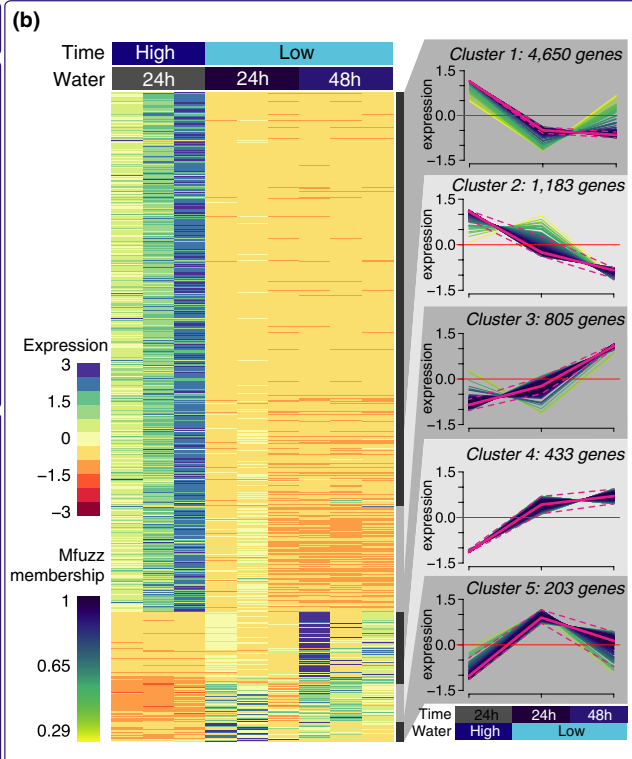 (b)
Time High Low
Water 24h 24h 48h
Expression
3
1.5
0
−1.5
−3
Mfuzz
membership
1
0.65
0.29
Cluster 1: 4,650 genes
expression
1.5
0.0
−1.5
Cluster 2: 1,183 genes
expression
1.5
0.0
−1.5
Cluster 3: 805 genes
expression
1.5
0.0
−1.5
Cluster 4: 433 genes
expression
1.5
0.0
−1.5
Cluster 5: 203 genes
expression
1.5
0.0
−1.5
Time 24h 24h 48h
Water High Low